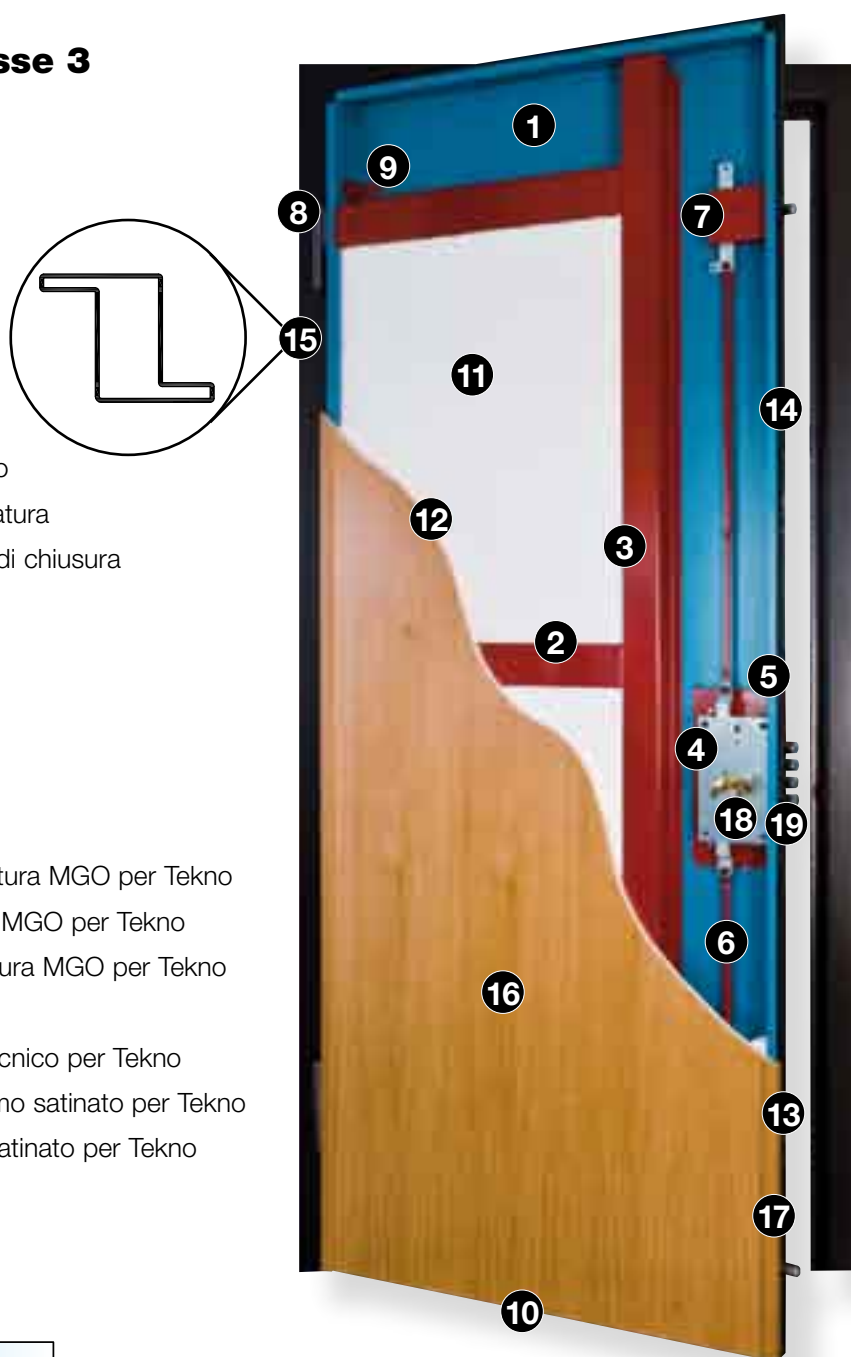 sse 3
o
atura
di chiusura
tura MGO per Tekno
MGO per Tekno
ura MGO per Tekno
cnico per Tekno
mo satinato per Tekno
atinato per Tekno
1
9
8
7
15
11
14
12
3
2
5
4
18
19
6
16
13
17
10